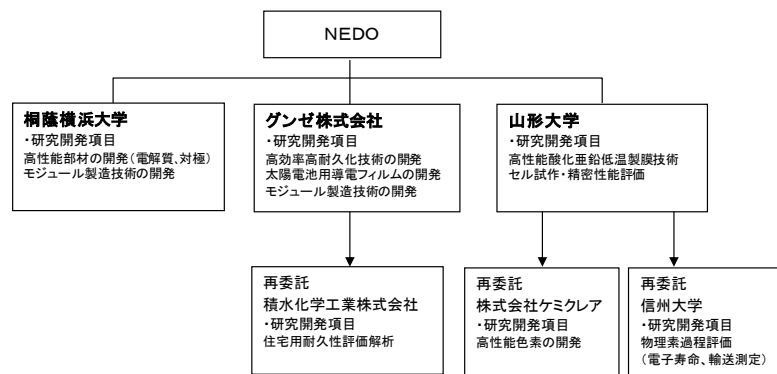 NEDO
桐蔭横浜大学
・研究開発項目
高性能部材の開発（電解質、対極）
モジュール製造技術の開発
グンゼ株式会社
・研究開発項目
高効率高耐久化技術の開発
太陽電池用導電フィルムの開発
モジュール製造技術の開発
山形大学
・研究開発項目
高性能酸化亜鉛低温製膜技術
セル試作・精密性能評価
再委託
積水化学工業株式会社
・研究開発項目
住宅用耐久性評価解析
再委託
株式会社ケミクレア
・研究開発項目
高性能色素の開発
再委託
信州大学
・研究開発項目
物理素過程評価
（電子寿命、輸送測定）